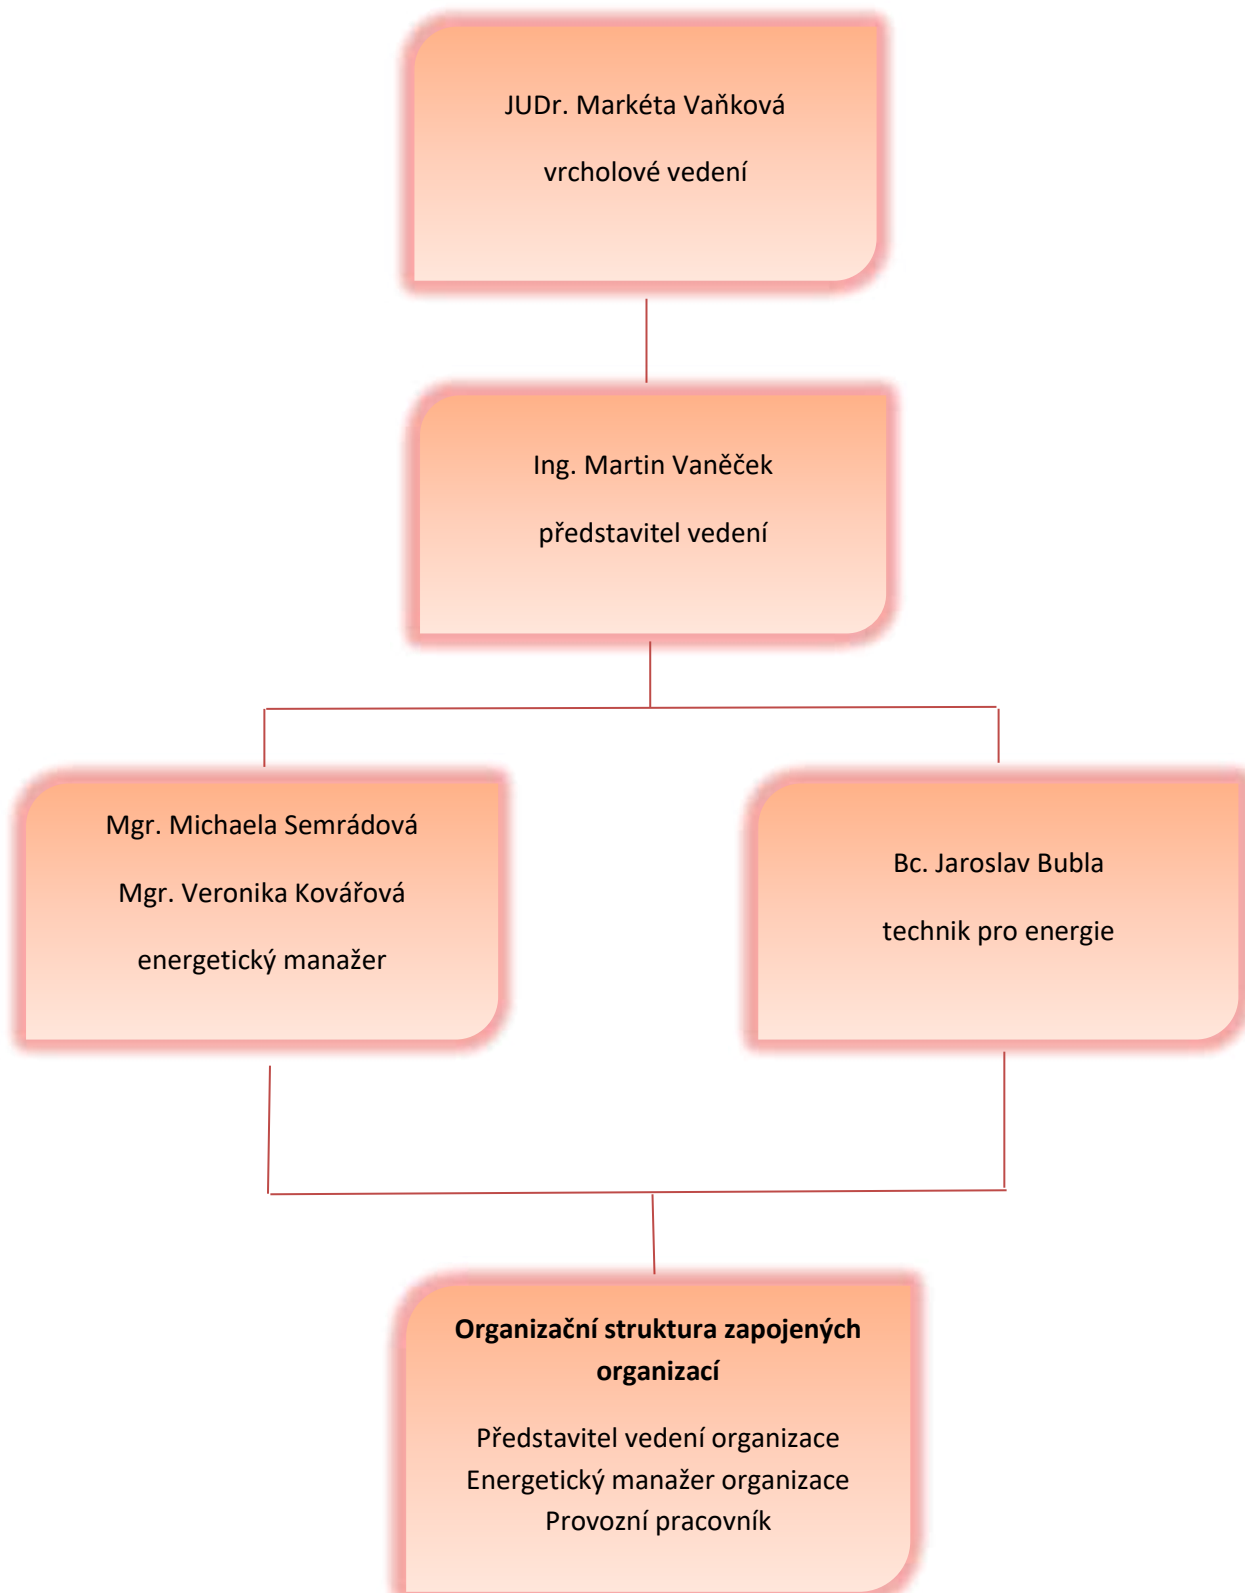 JUDr. Markéta Vaňková
vrcholové vedení
Ing. Martin Vaněček
představitel vedení
Mgr. Michaela Semrádová
Mgr. Veronika Kovářová
energetický manažer
Bc. Jaroslav Bubla
technik pro energie
Organizační struktura zapojených
organizací
Představitel vedení organizace
Energetický manažer organizace
Provozní pracovník